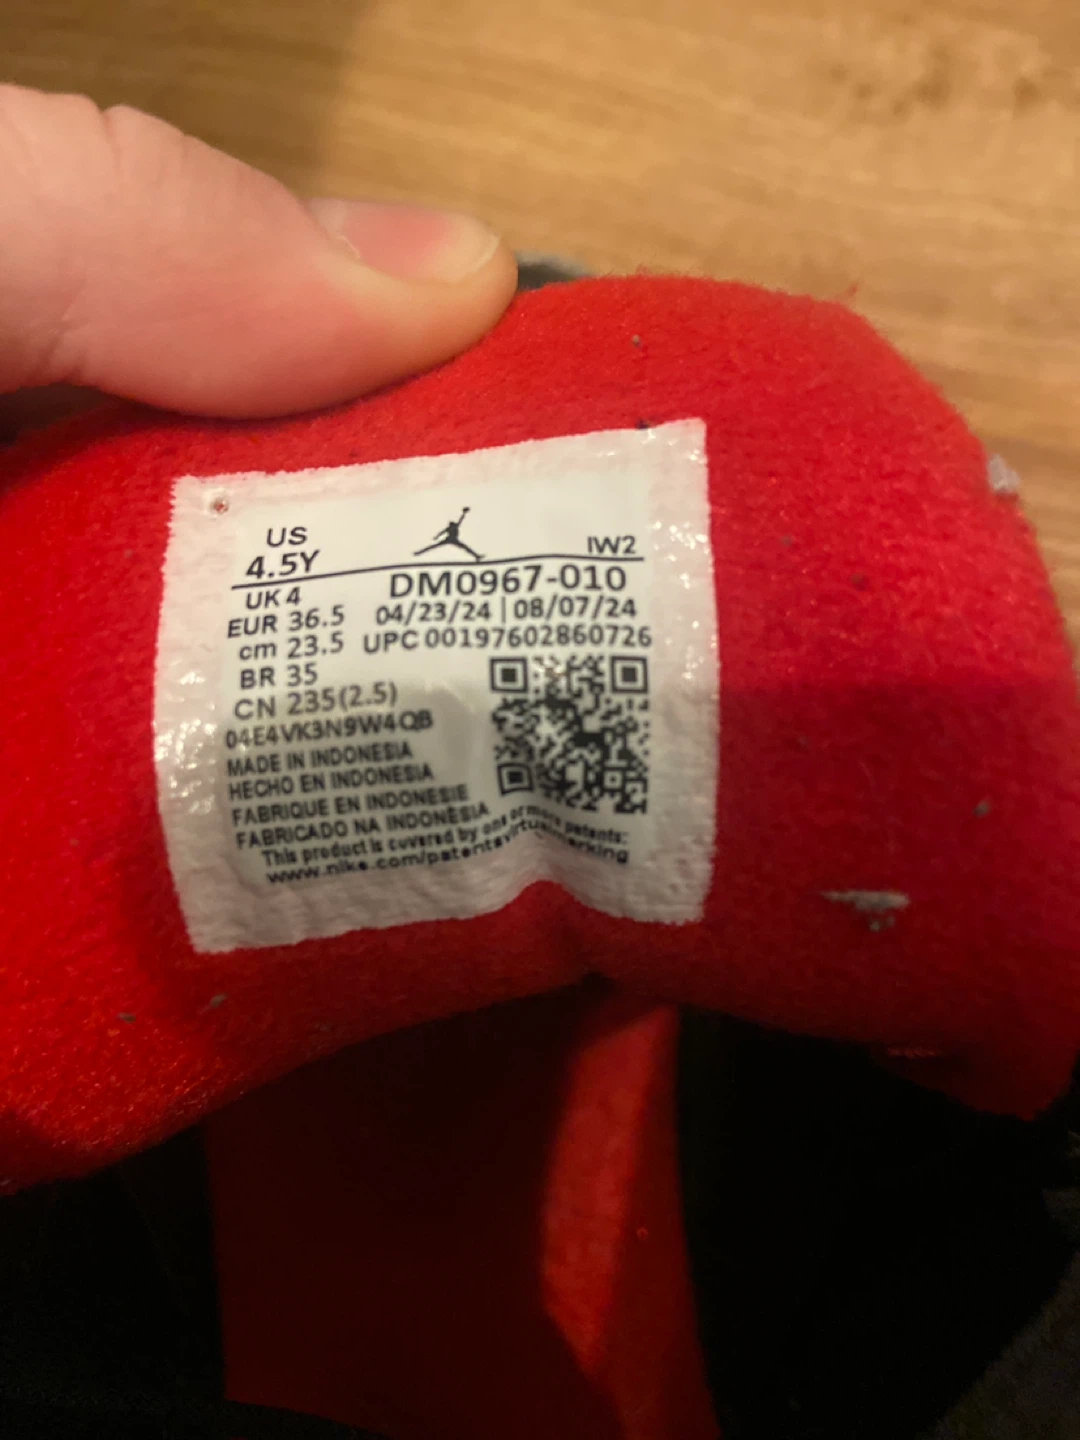 US
4.5Y
IW2
UK 4
DM0967-010
EUR 36.5
04/23/24 | 08/07/24
cm 23.5
UPC 00197602860726
BR 35
CN 235(2.5)
04E4VK3N9W4QB
MADE IN INDONESIA
HECHO EN INDONESIA
FABRIQUE EN INDONESIE
FABRICADO NA INDONÉSIA
This product is covered by one or more patents:
www.nike.com/patentsvirtualmarking